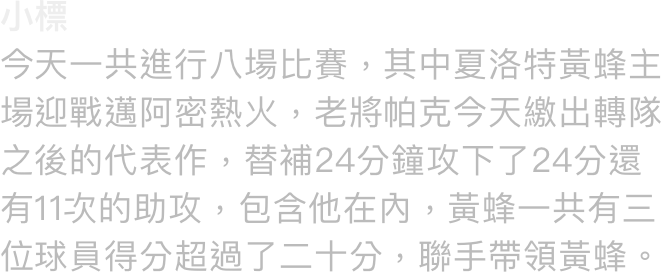 小標
今天一共進行八場比賽，其中夏洛特黃蜂主
場迎戰邁阿密熱火，老將帕克今天繳出轉隊
之後的代表作，替補24分鐘攻下了24分還
有11次的助攻，包含他在內，黃蜂一共有三
位球員得分超過了二十分，聯手帶領黃蜂。